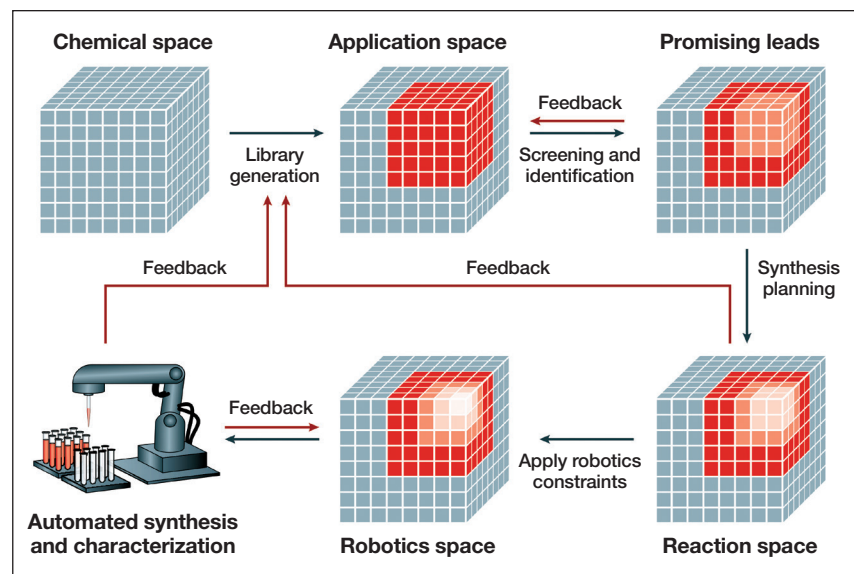 Chemical space
Application space
Promising leads
Library
generation
Feedback
Screening and
identification
Feedback
Feedback
Synthesis
planning
Feedback
Apply robotics
constraints
Automated synthesis
and characterization
Robotics space
Reaction space